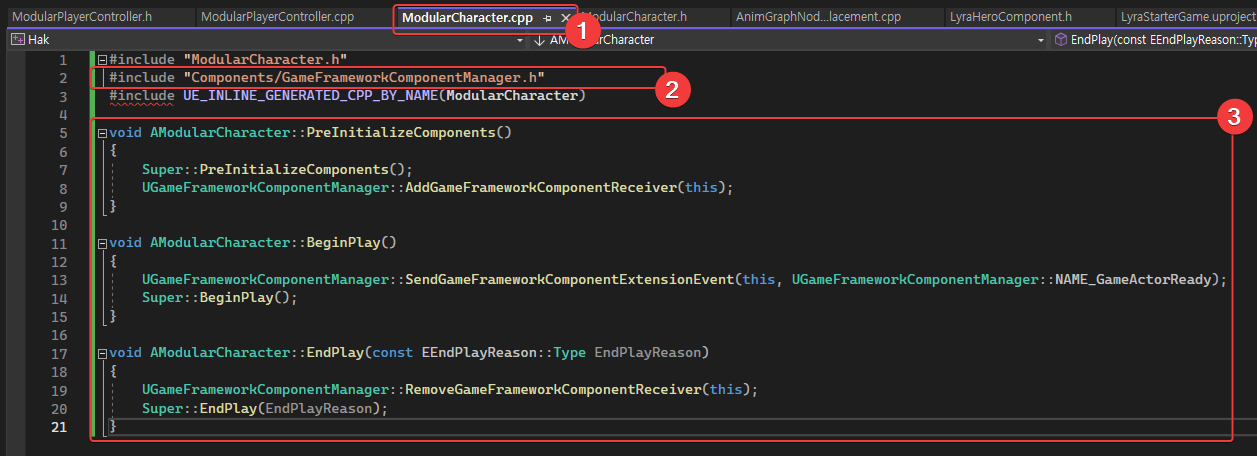 ModularPlayerController.h ModularPlayerController.cpp ModularCharacter.cpp odularCharacter.h AnimGraphNod...lacement.cpp LyraHeroComponent.h LyraStarterGame.uproject
1
Hak AModularCharacter EndPlay(const EEndPlayReason::Typ
1 #include "ModularCharacter.h"
2 #include "Components/GameFrameworkComponentManager.h"
2
3 #include UE_INLINE_GENERATED_CPP_BY_NAME(ModularCharacter)
4
3
5 void AModularCharacter::PreInitializeComponents()
6 {
7 Super::PreInitializeComponents();
8 UGameFrameworkComponentManager::AddGameFrameworkComponentReceiver(this);
9 }
10
11 void AModularCharacter::BeginPlay()
12 {
13 UGameFrameworkComponentManager::SendGameFrameworkComponentExtensionEvent(this, UGameFrameworkComponentManager::NAME_GameActorReady);
14 Super::BeginPlay();
15 }
16
17 void AModularCharacter::EndPlay(const EEndPlayReason::Type EndPlayReason)
18 {
19 UGameFrameworkComponentManager::RemoveGameFrameworkComponentReceiver(this);
20 Super::EndPlay(EndPlayReason);
21 }